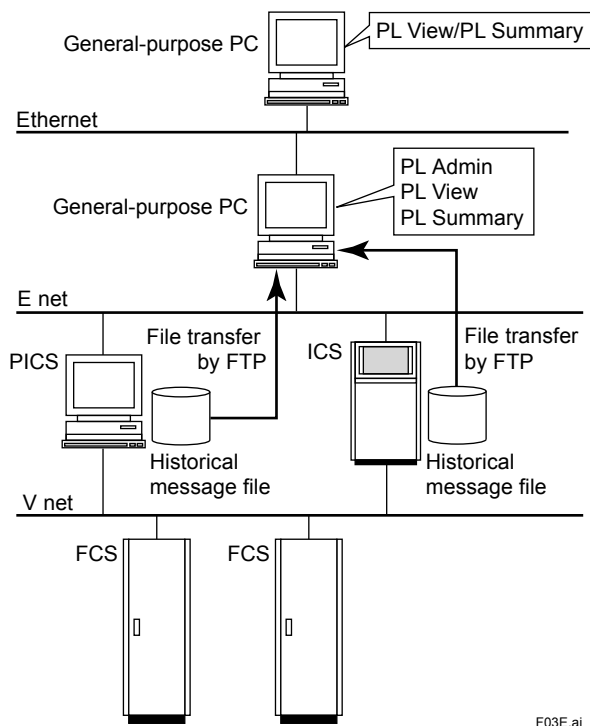 General-purpose PC
PL View/PL Summary
Ethernet
General-purpose PC
PL Admin
PL View
PL Summary
E net
PICS
File transfer
by FTP
ICS
File transfer
by FTP
Historical
message file
Historical
message file
V net
FCS
FCS
F03E.ai